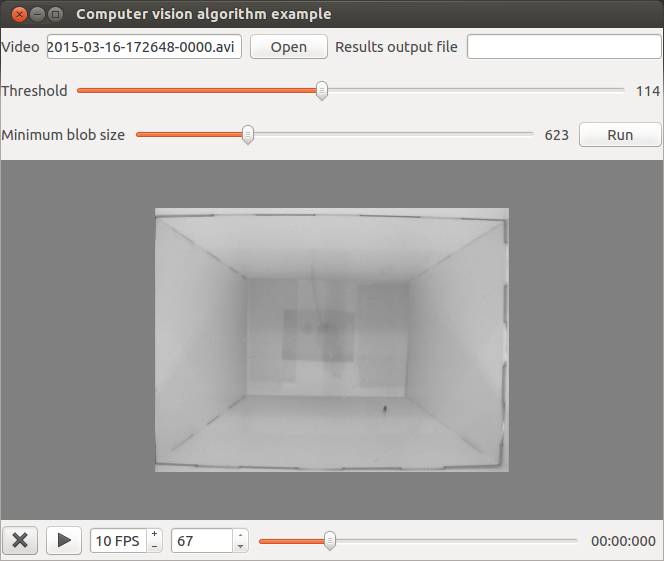 Computer vision algorithm example
Video 2015-03-16-172648-0000.avi Open Results output file
Threshold 114
Minimum blob size 623 Run
10 FPS 67 00:00:000